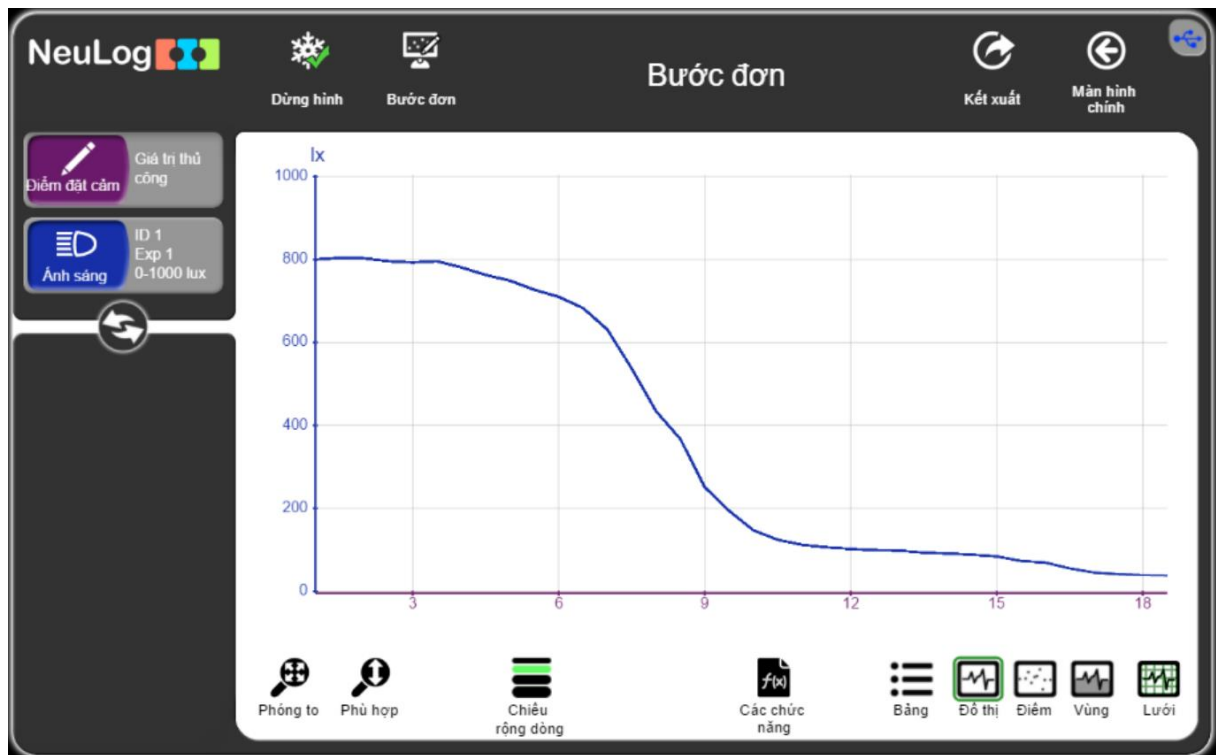 NeuLog
Dừng hình
Bước đơn
Bước đơn
Kết xuất
Màn hình
chính
Điểm đặt cảm
Giá trị thủ
công
Ánh sáng
ID 1
Exp 1
0-1000 lux
lx
1000
800
600
400
200
0
3 6 9 12 15 18
Phóng to
Phù hợp
Chiều
rộng dòng
f(x)
Các chức
năng
Bảng
Đồ thị
Điểm
Vùng
Lưới